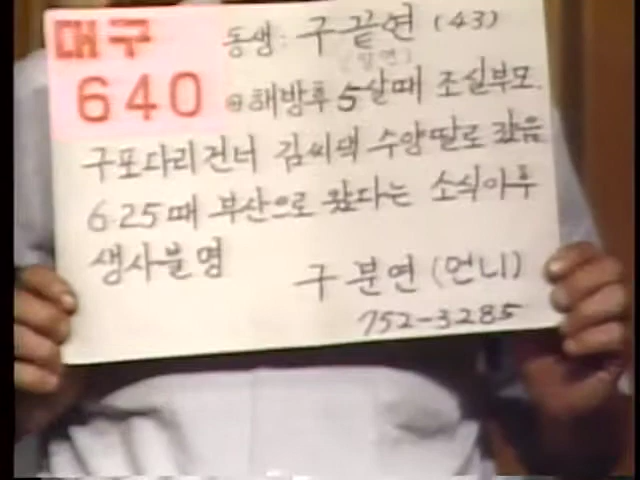 대구
640
동생: 구끝연 (43)
해방후 5살때 조실부모.
구포다리건너 김씨댁 수양딸로 갔음
6.25때 부산으로 왔다는 소식이후
생사불명
구분연(언니)
752-3285